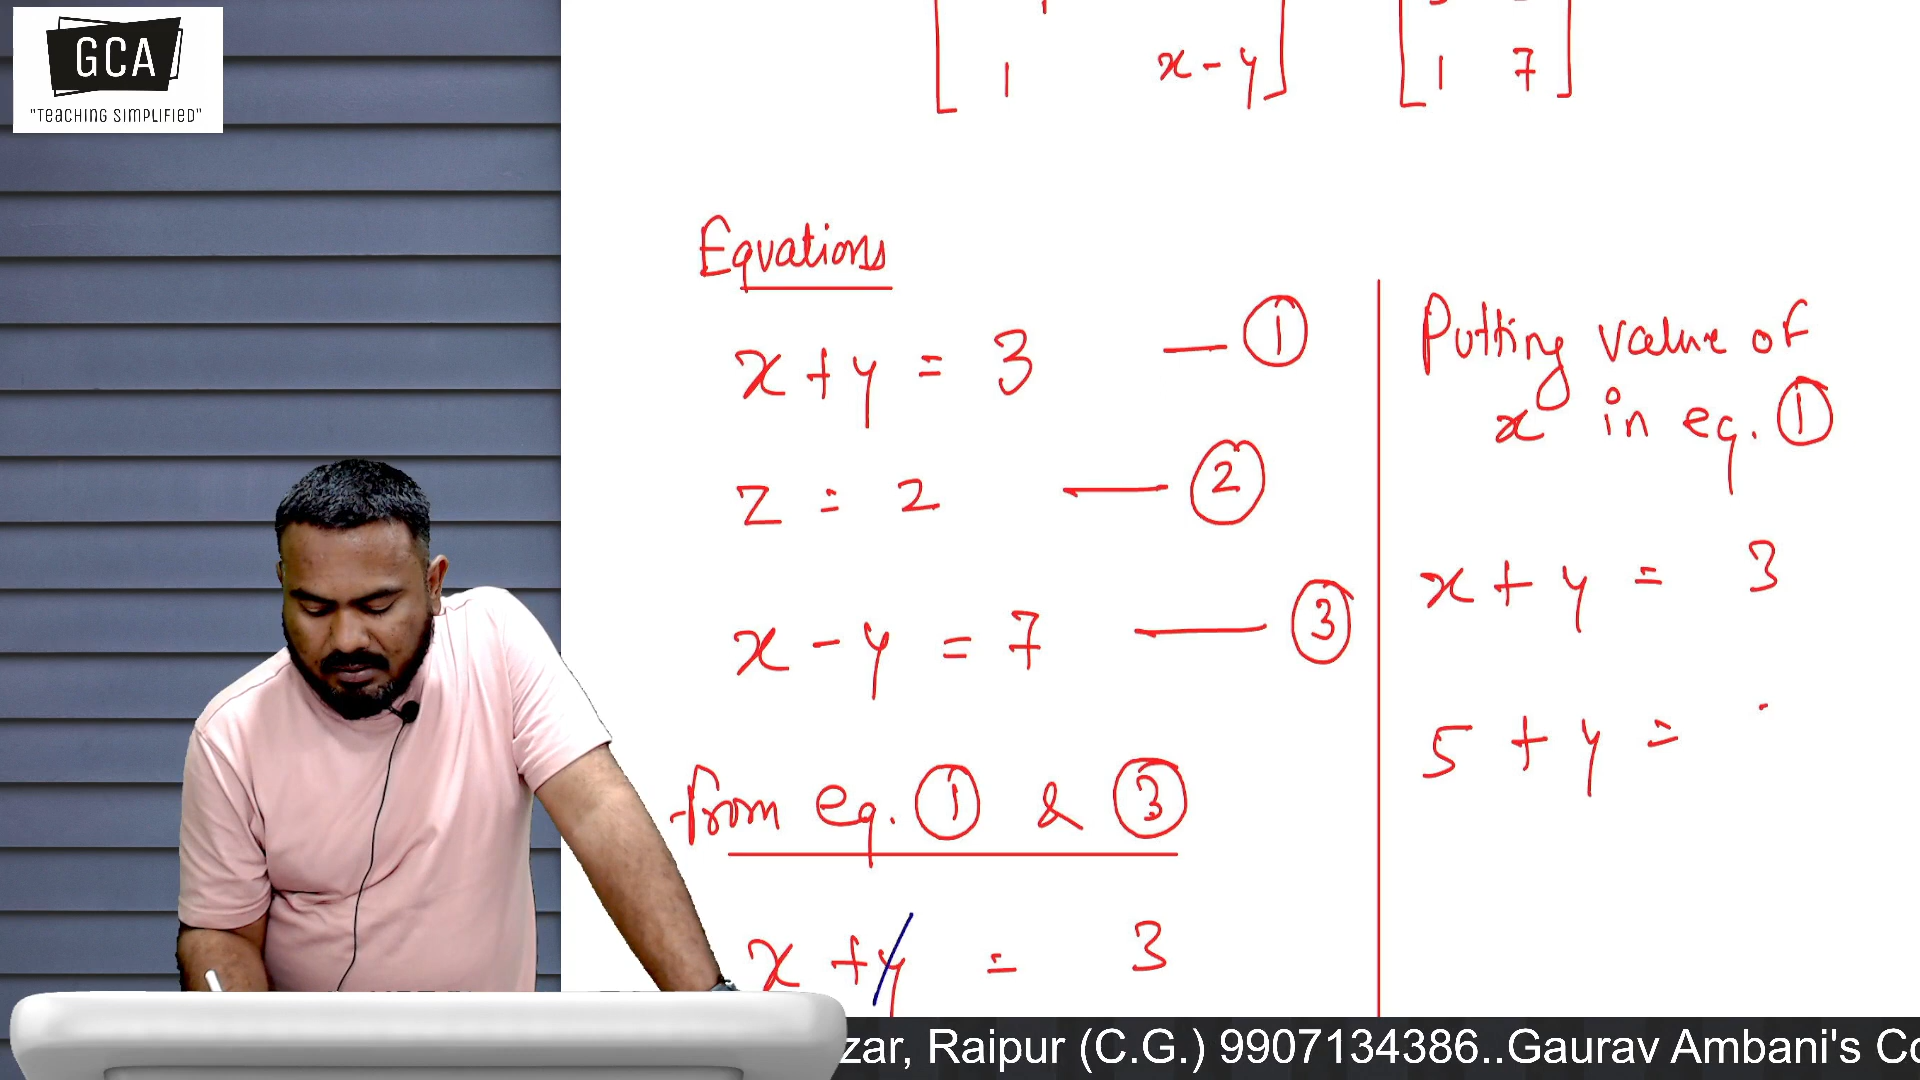 GCA
"Teaching Simplified"
1 x-y 1 7
Equations
x+y = 3 — ①
z = 2 — ②
x-y = 7 — ③
from eq. ① & ③
x +y = 3
Putting value of
x in eq. ①
x + y = 3
5 + y =
zar, Raipur (C.G.) 9907134386..Gaurav Ambani's Co